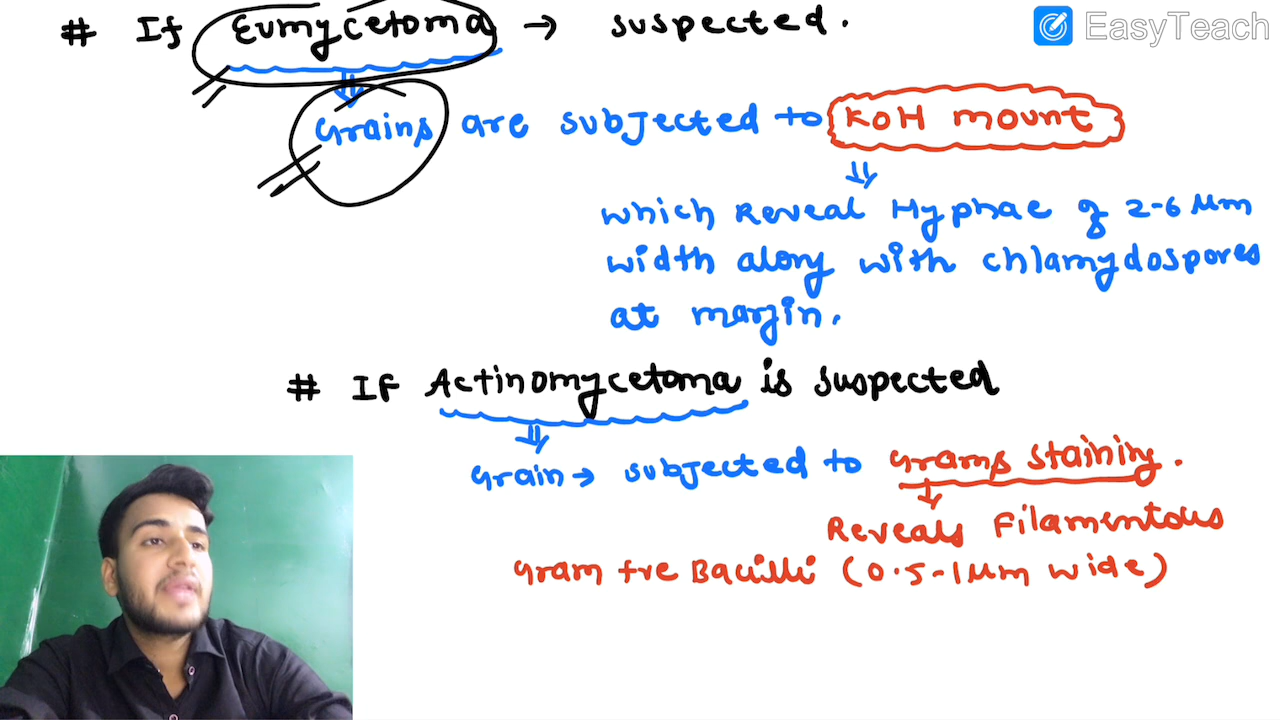 # If Eumycetoma → suspected.
EasyTeach
Grains are subjected to KOH mount
which Reveal Hyphae of 2-6 μm
width along with chlamydospores
at margin.
# IF Actinomycetoma is suspected
Grain → subjected to Grams Staining.
Reveals Filamentous
Gram +ve Bacilli (0.5-1μm wide)